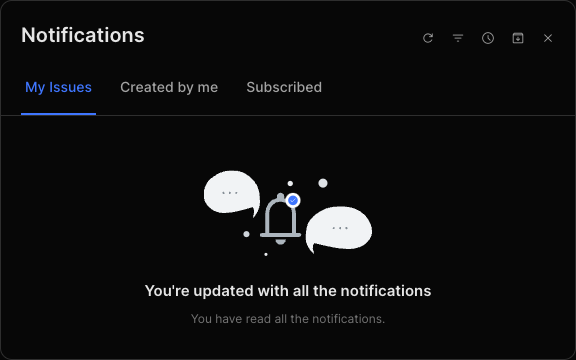 Notifications
My Issues
Created by me
Subscribed
You're updated with all the notifications
You have read all the notifications.